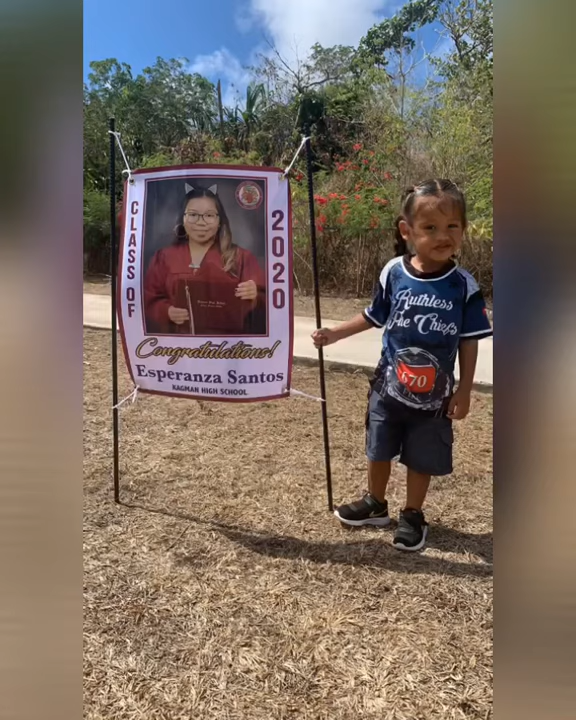 CLASS OF
2020
Congratulations!
Esperanza Santos
KAGMAN HIGH SCHOOL
Ruthless
The Chiefs
670